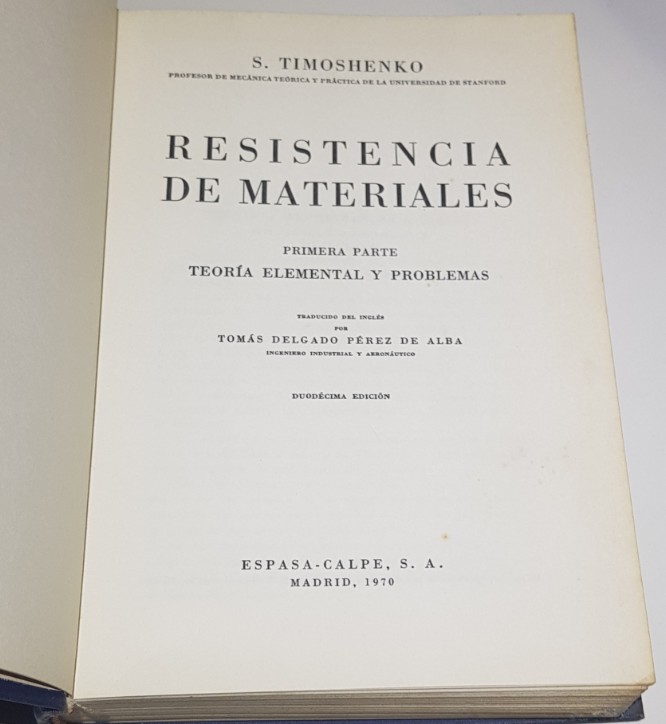 S. TIMOSHENKO
PROFESOR DE MECÁNICA TEÓRICA Y PRÁCTICA DE LA UNIVERSIDAD DE STANFORD
RESISTENCIA
DE MATERIALES
PRIMERA PARTE
TEORÍA ELEMENTAL Y PROBLEMAS
TRADUCIDO DEL INGLÉS
POR
TOMÁS DELGADO PÉREZ DE ALBA
INGENIERO INDUSTRIAL Y AERONÁUTICO
DUODÉCIMA EDICIÓN
ESPASA-CALPE, S. A.
MADRID, 1970